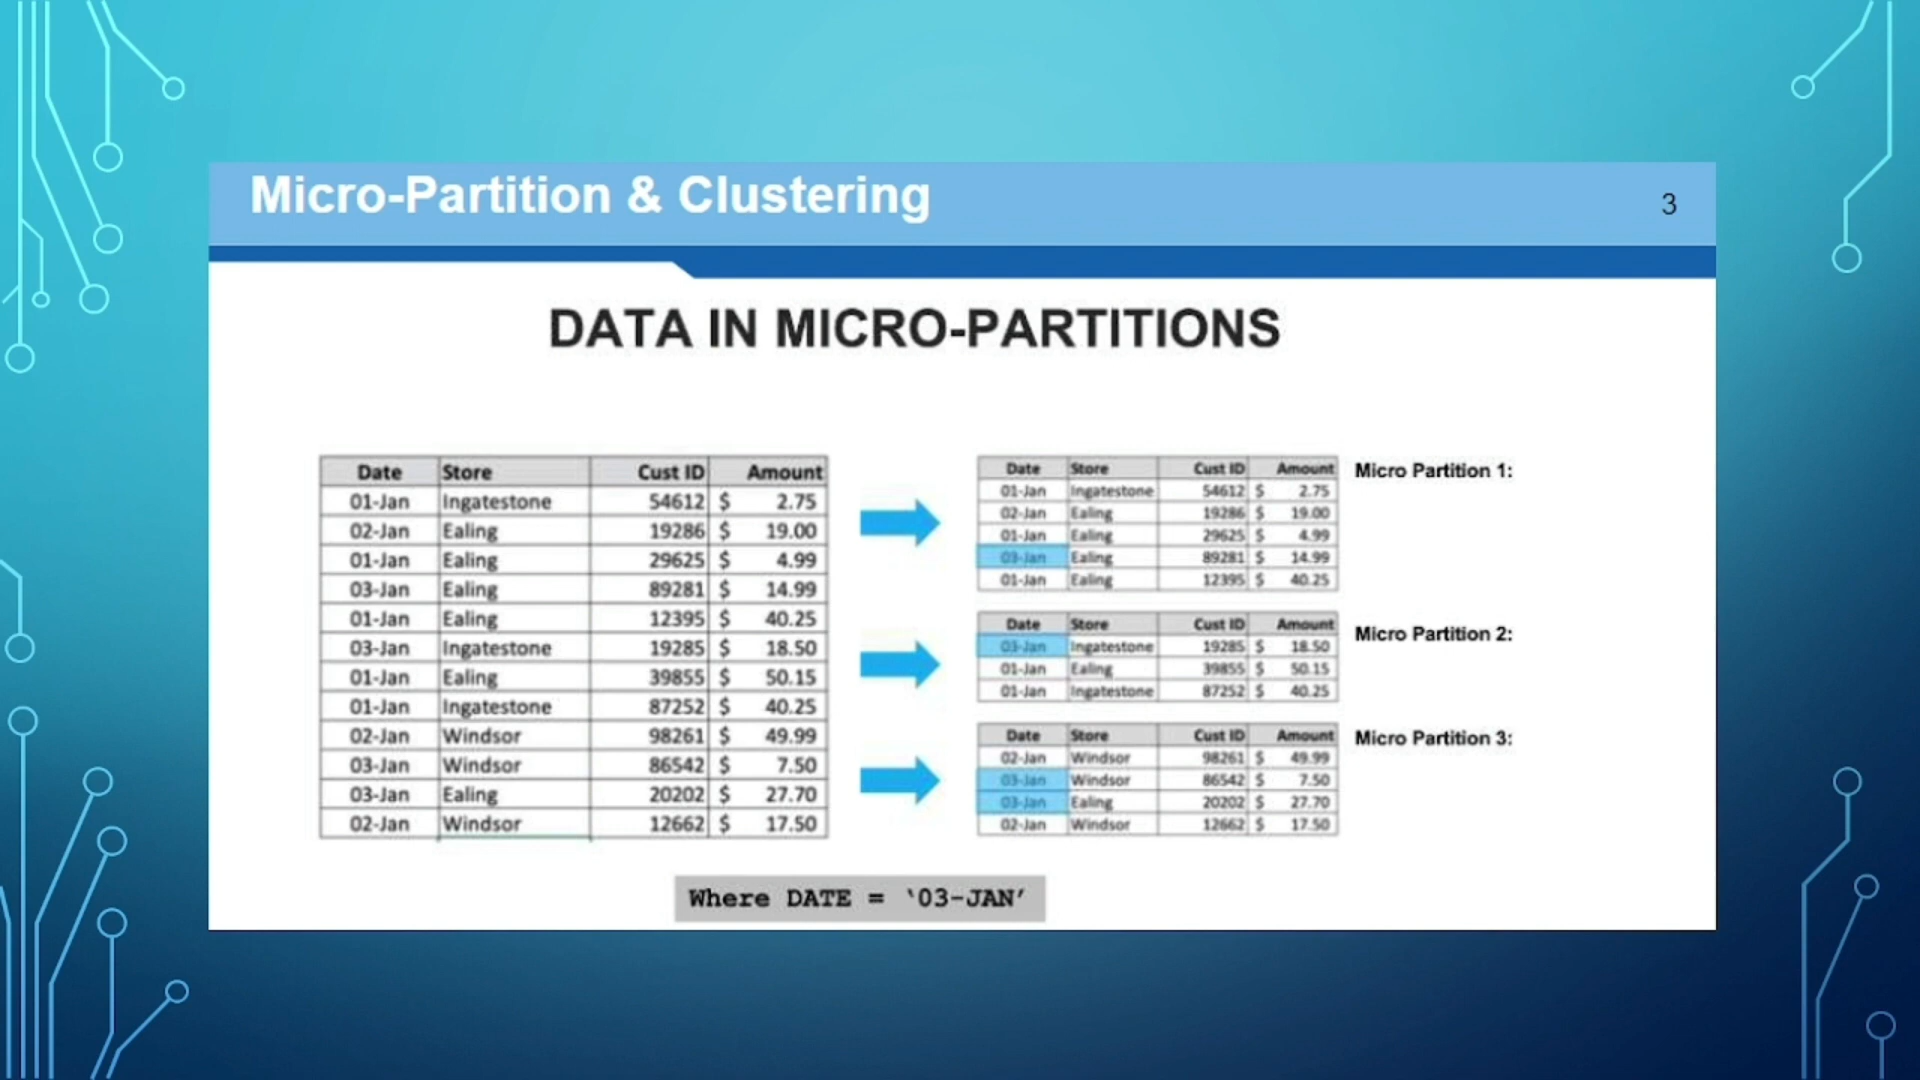 Micro-Partition & Clustering
3
DATA IN MICRO-PARTITIONS
Date Store Cust ID Amount
01-Jan Ingatestone 54612 $ 2.75
02-Jan Ealing 19286 $ 19.00
01-Jan Ealing 29625 $ 4.99
03-Jan Ealing 89281 $ 14.99
01-Jan Ealing 12395 $ 40.25
03-Jan Ingatestone 19285 $ 18.50
01-Jan Ealing 39855 $ 50.15
01-Jan Ingatestone 87252 $ 40.25
02-Jan Windsor 98261 $ 49.99
03-Jan Windsor 86542 $ 7.50
03-Jan Ealing 20202 $ 27.70
02-Jan Windsor 12662 $ 17.50
Date Store Cust ID Amount
01-Jan Ingatestone 54612 $ 2.75
02-Jan Ealing 19286 $ 19.00
01-Jan Ealing 29625 $ 4.99
03-Jan Ealing 89281 $ 14.99
01-Jan Ealing 12395 $ 40.25
Micro Partition 1:
Date Store Cust ID Amount
03-Jan Ingatestone 19285 $ 18.50
01-Jan Ealing 39855 $ 50.15
01-Jan Ingatestone 87252 $ 40.25
Micro Partition 2:
Date Store Cust ID Amount
02-Jan Windsor 98261 $ 49.99
03-Jan Windsor 86542 $ 7.50
03-Jan Ealing 20202 $ 27.70
02-Jan Windsor 12662 $ 17.50
Micro Partition 3:
Where DATE = ‘03-JAN’